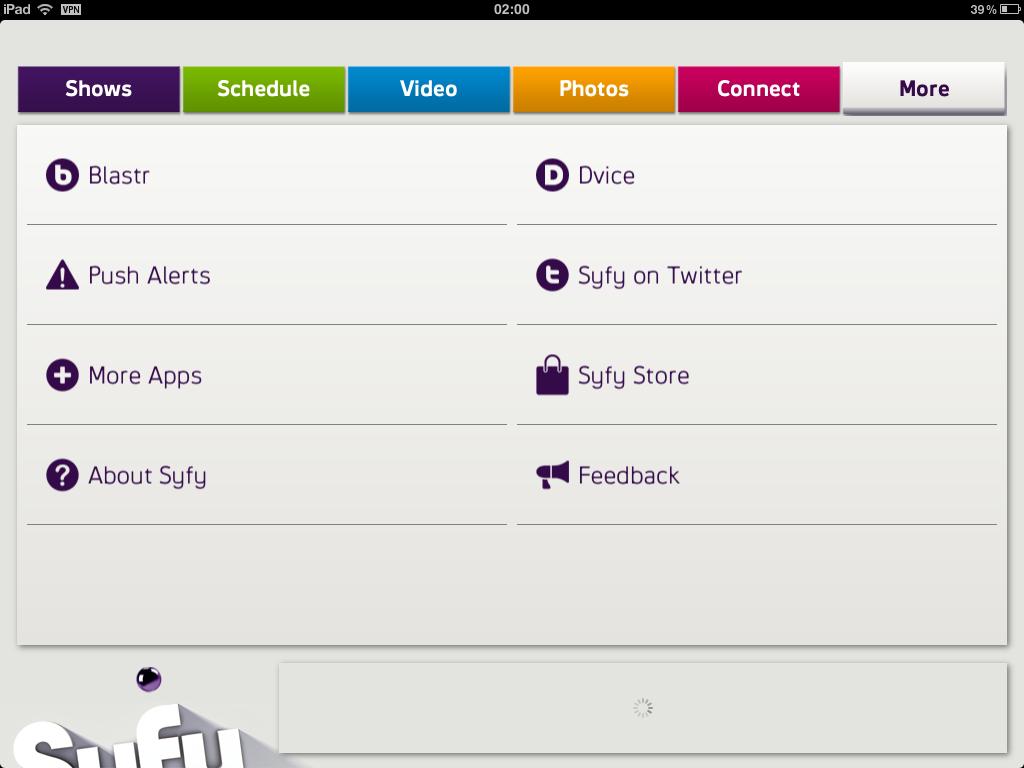 iPad VPN 02:00 39%
Shows Schedule Video Photos Connect More
b Blastr D Dvice
! Push Alerts t Syfy on Twitter
+ More Apps Syfy Store
? About Syfy Feedback
Syfy